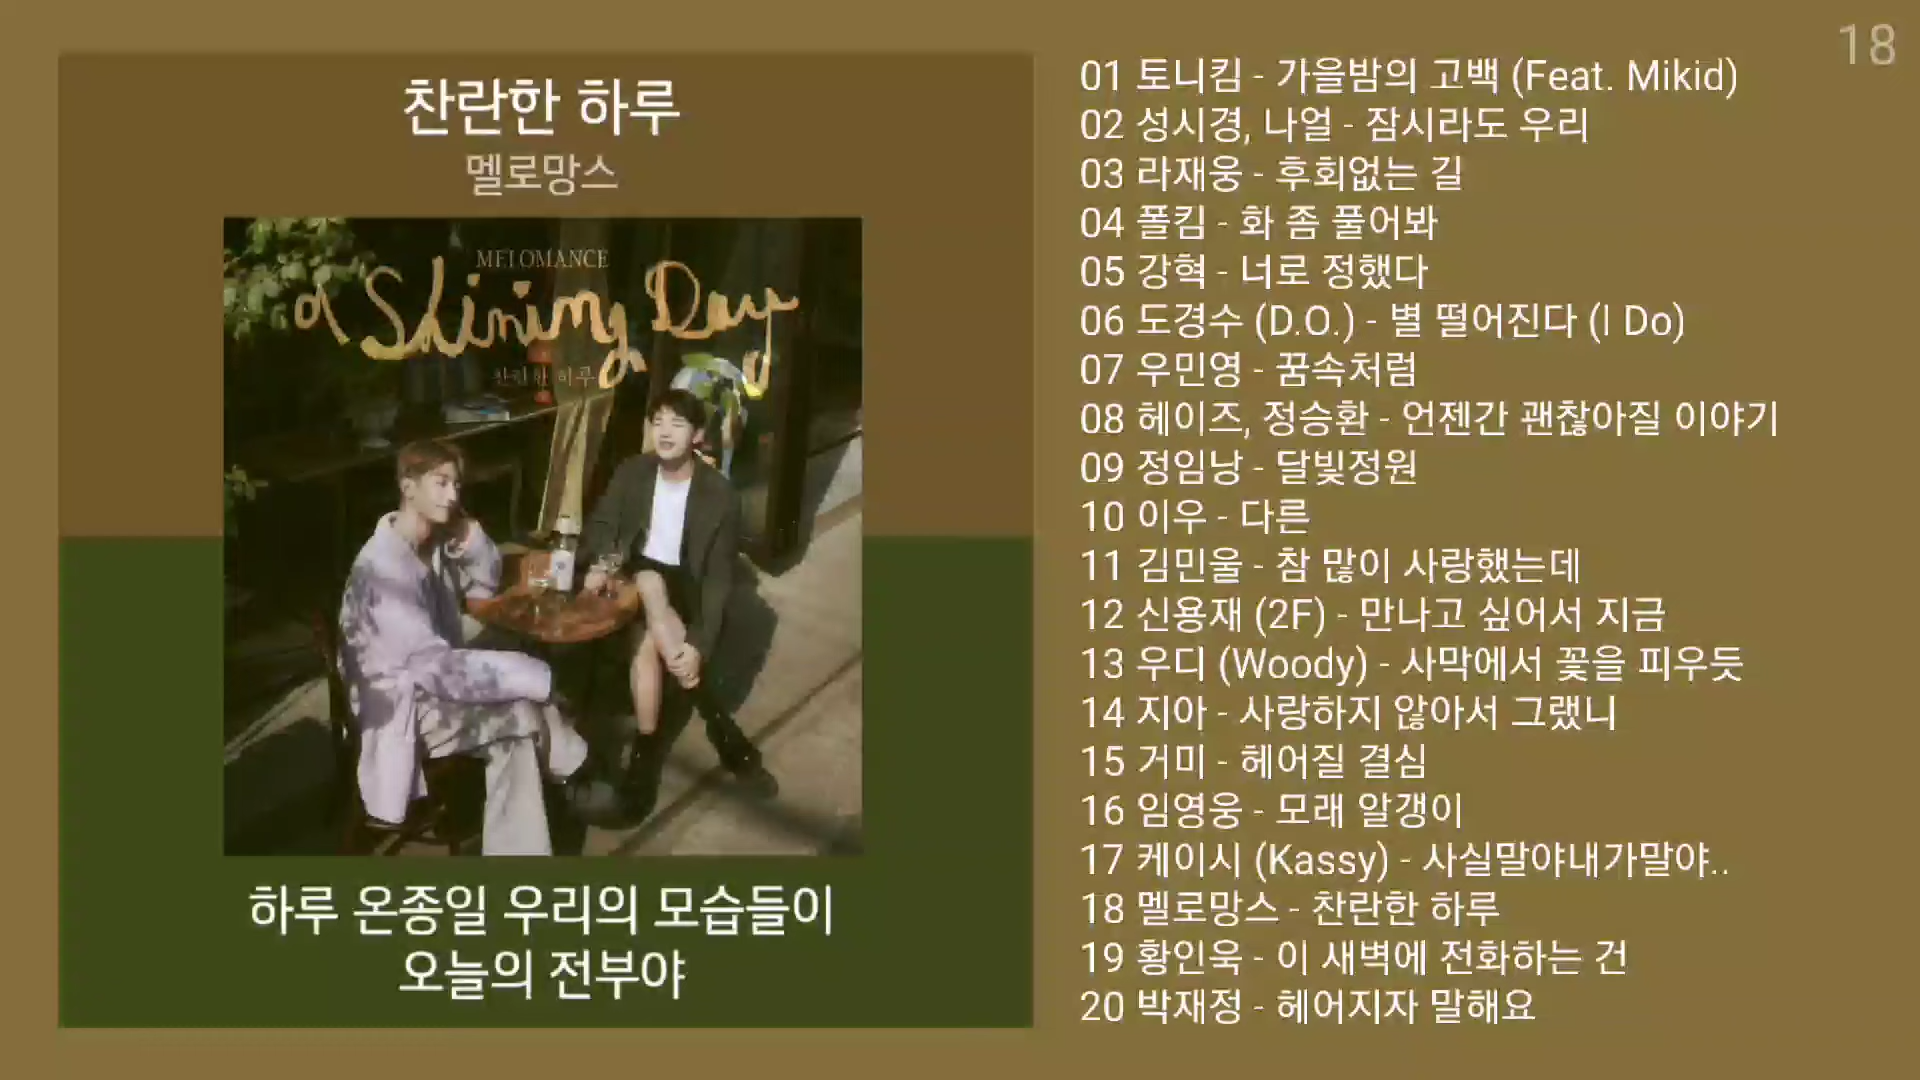 18
찬란한 하루
멜로망스
MELOMANCE
a Shining Day
찬란한 하루
하루 온종일 우리의 모습들이
오늘의 전부야
01 토니킴 - 가을밤의 고백 (Feat. Mikid)
02 성시경, 나얼 - 잠시라도 우리
03 라재웅 - 후회없는 길
04 폴킴 - 화 좀 풀어봐
05 강혁 - 너로 정했다
06 도경수 (D.O.) - 별 떨어진다 (I Do)
07 우민영 - 꿈속처럼
08 헤이즈, 정승환 - 언젠간 괜찮아질 이야기
09 정임낭 - 달빛정원
10 이우 - 다른
11 김민울 - 참 많이 사랑했는데
12 신용재 (2F) - 만나고 싶어서 지금
13 우디 (Woody) - 사막에서 꽃을 피우듯
14 지아 - 사랑하지 않아서 그랬니
15 거미 - 헤어질 결심
16 임영웅 - 모래 알갱이
17 케이시 (Kassy) - 사실말야내가말야..
18 멜로망스 - 찬란한 하루
19 황인욱 - 이 새벽에 전화하는 건
20 박재정 - 헤어지자 말해요